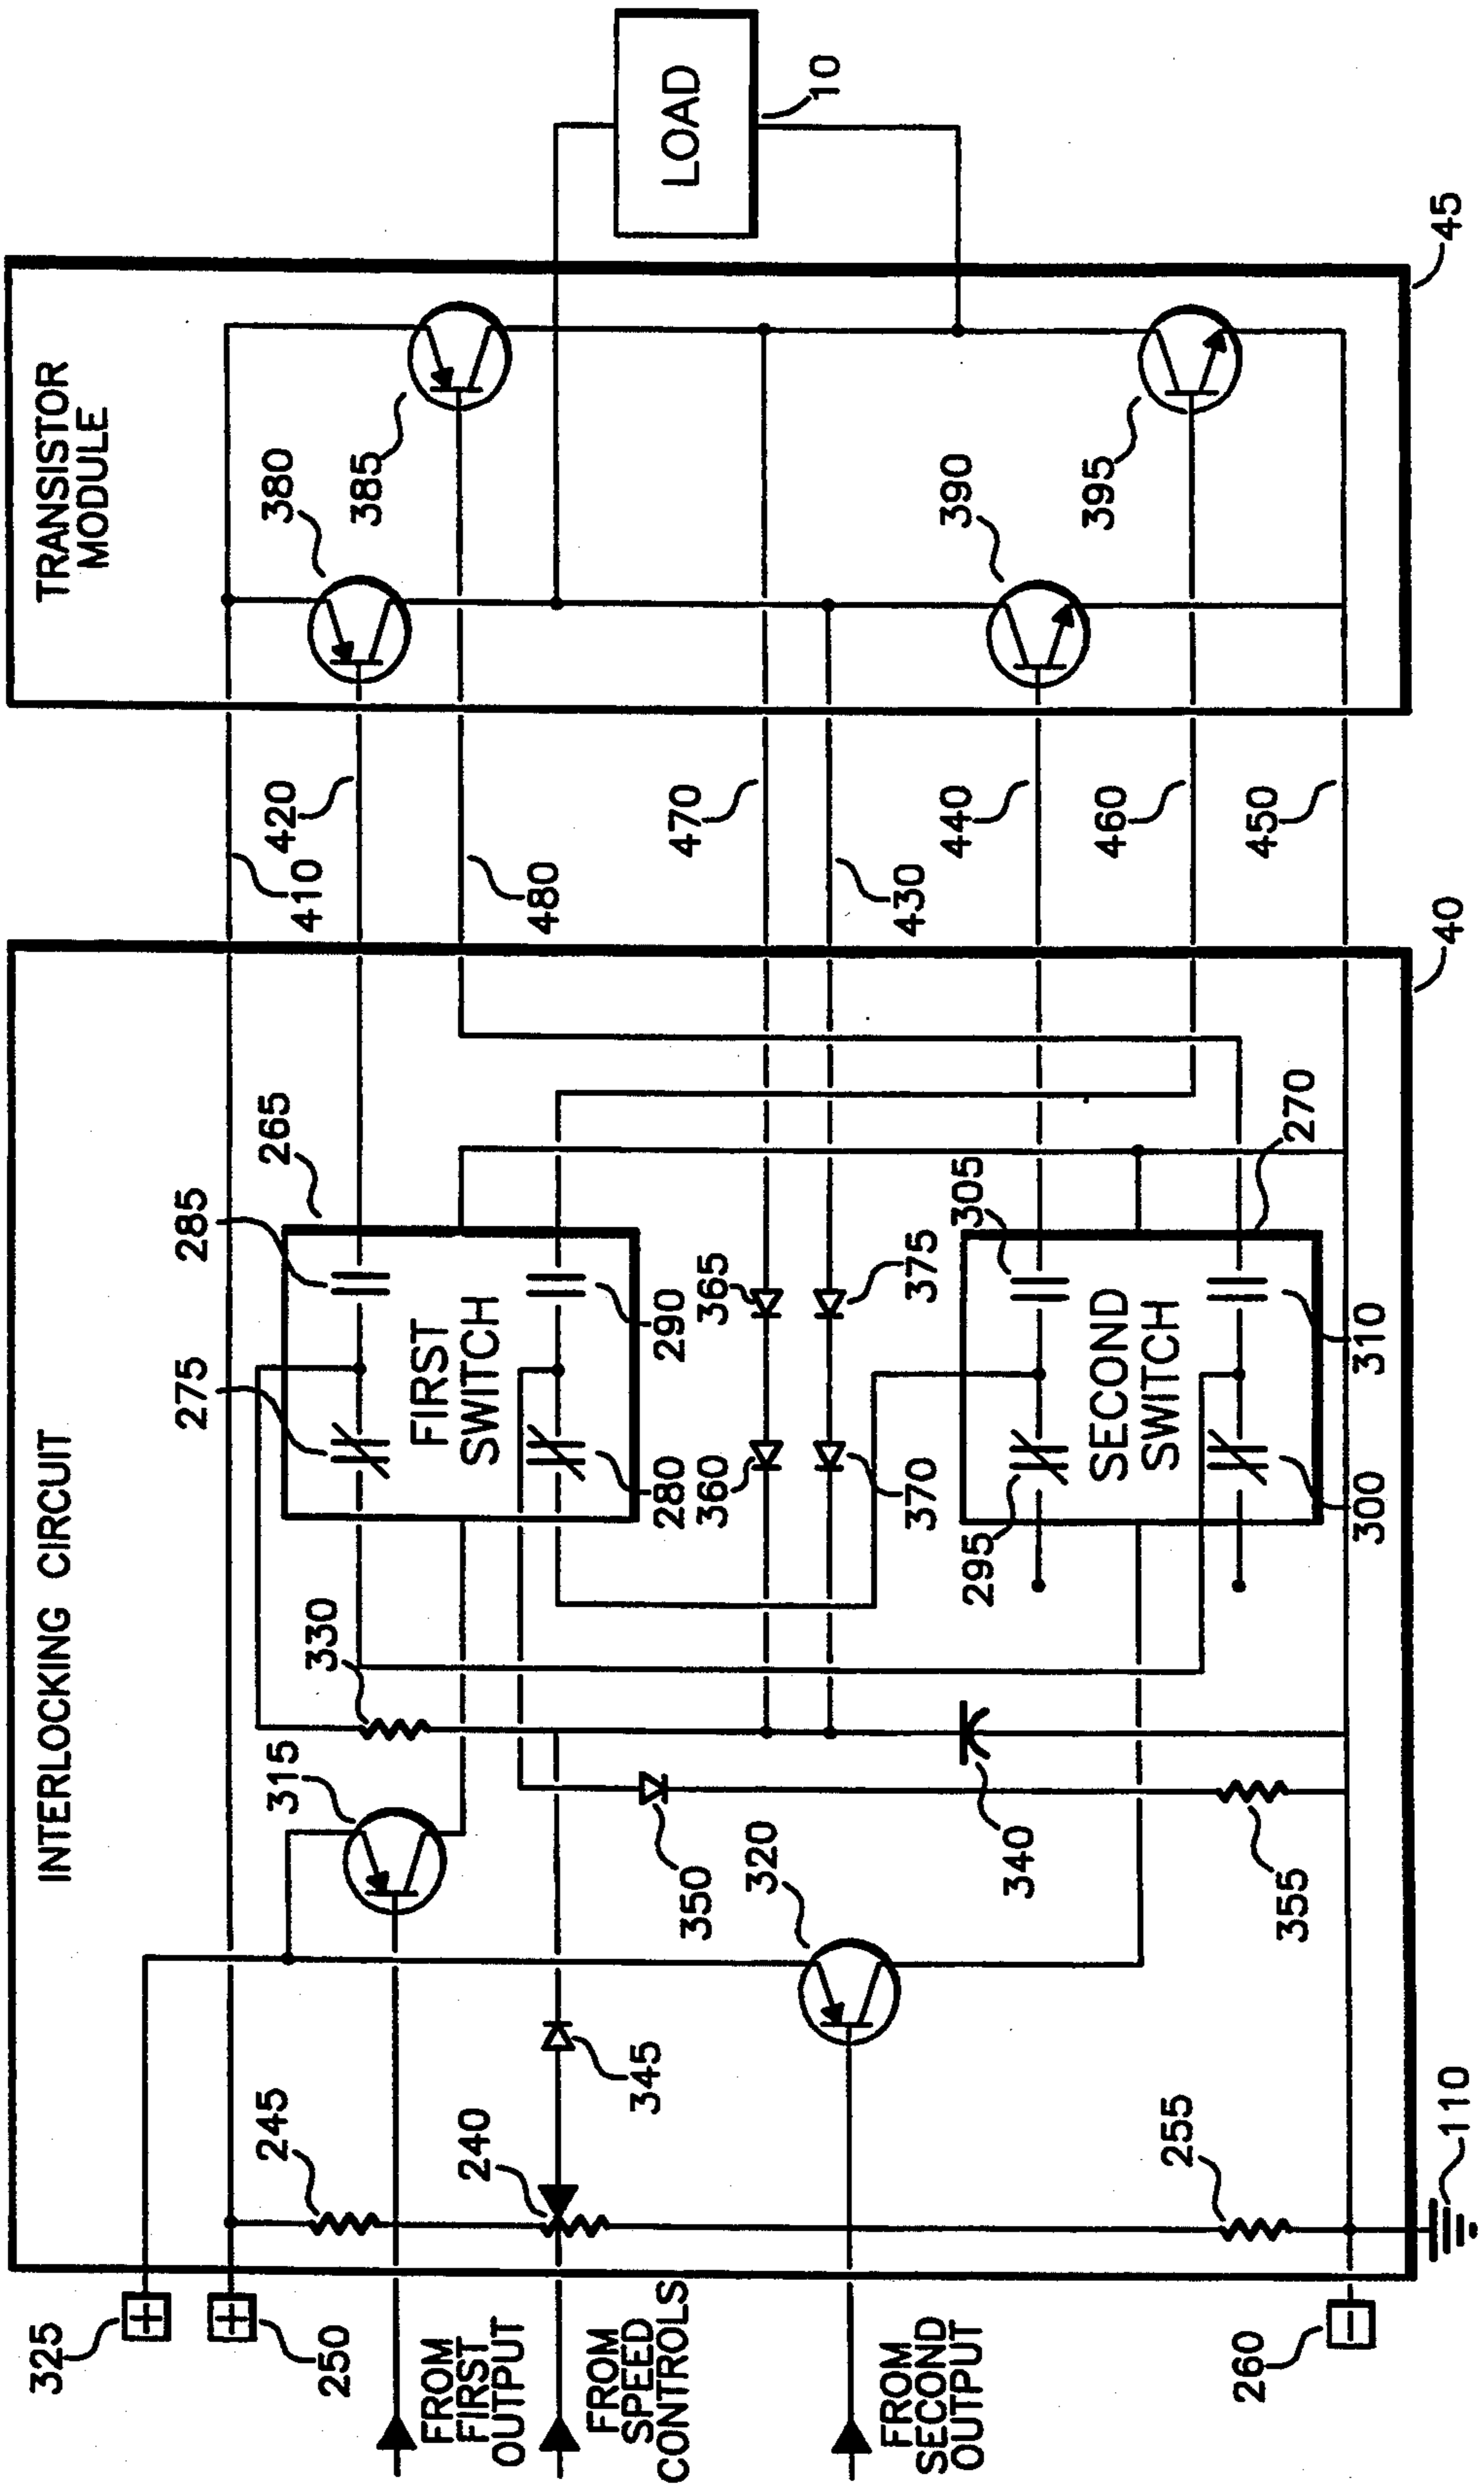 INTERLOCKING CIRCUIT
TRANSISTOR
MODULE
325
250
FROM
FIRST
OUTPUT
FROM
SPEED
CONTROLS
FROM
SECOND
OUTPUT
260
245
240
345
255
110
315
330
350
320
340
355
275
285
265
FIRST
SWITCH
280
290
360
365
370
375
295
305
SECOND
SWITCH
300
310
270
40
410
420
480
470
430
440
460
450
380
385
390
395
45
LOAD
10
+
+
−